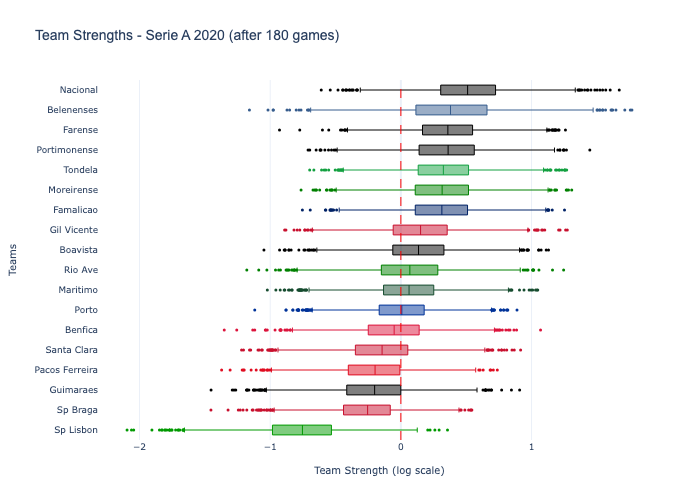 Team Strengths - Serie A 2020 (after 180 games)
Teams
Nacional
Belenenses
Farense
Portimonense
Tondela
Moreirense
Famalicao
Gil Vicente
Boavista
Rio Ave
Maritimo
Porto
Benfica
Santa Clara
Pacos Ferreira
Guimaraes
Sp Braga
Sp Lisbon
−2 −1 0 1
Team Strength (log scale)